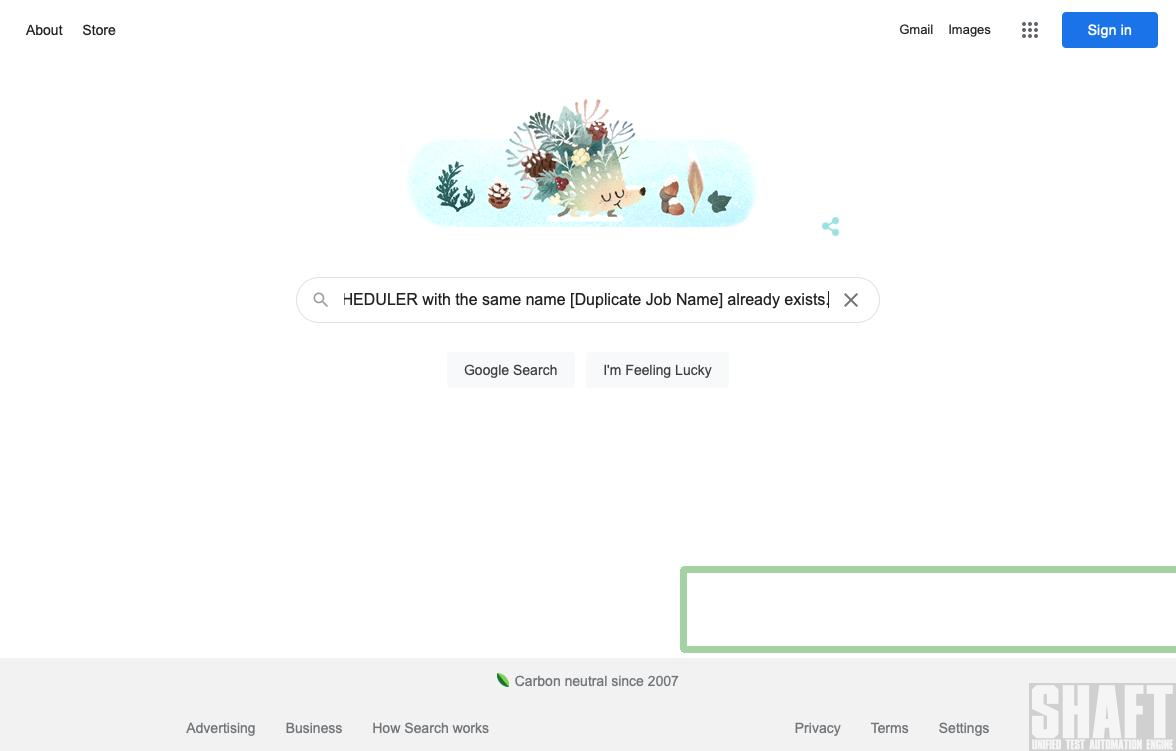 About Store Gmail Images Sign in
HEDULER with the same name [Duplicate Job Name] already exists.
Google Search I'm Feeling Lucky
Carbon neutral since 2007
Advertising Business How Search works Privacy Terms Settings
SHAFT
UNIFIED TEST AUTOMATION ENGINE